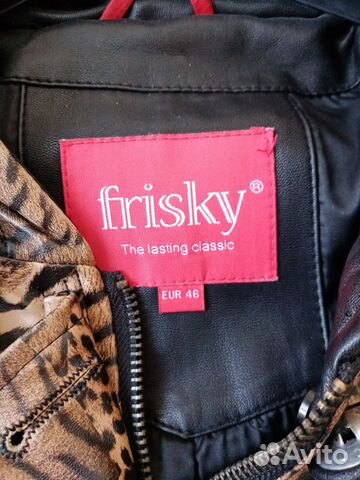 frisky®
The lasting classic
EUR 46
Avito